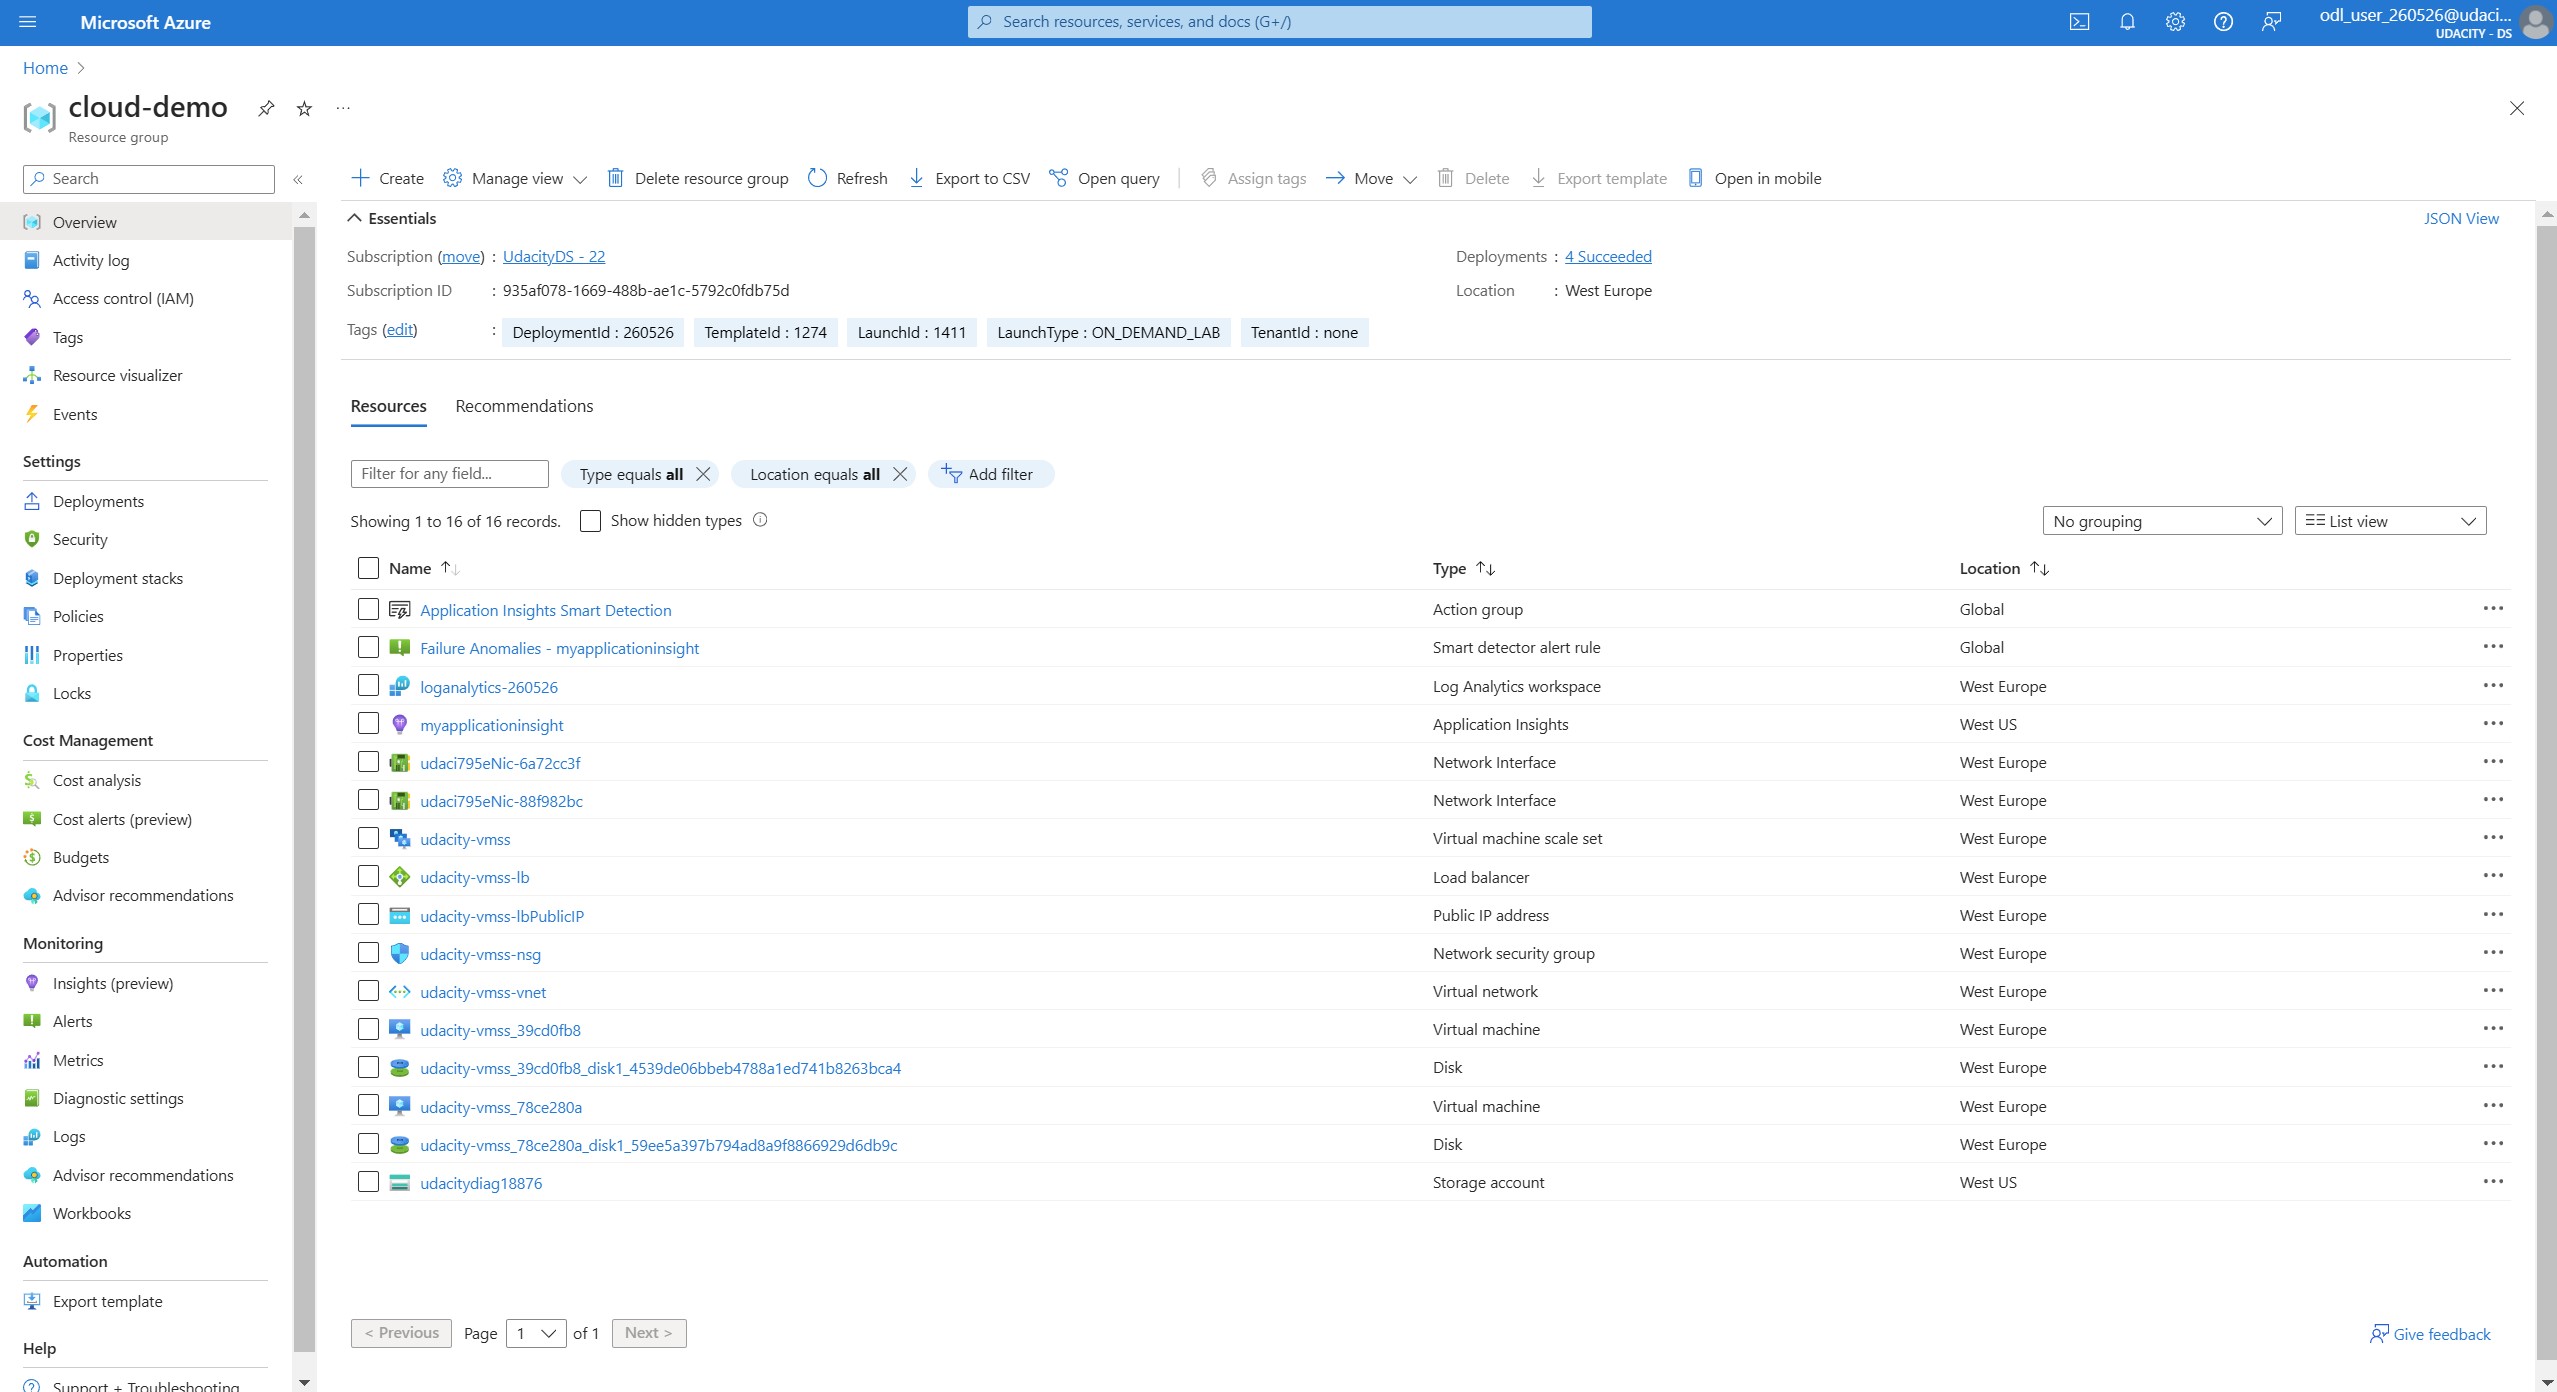 Microsoft Azure
Search resources, services, and docs (G+/)
odl_user_260526@udaci...
UDACITY - DS
Home
cloud-demo
...
Resource group
Search
«
Create
Manage view
Delete resource group
Refresh
Export to CSV
Open query
Assign tags
Move
Delete
Export template
Open in mobile
Overview
Activity log
Access control (IAM)
Tags
Resource visualizer
Events
Settings
Deployments
Security
Deployment stacks
Policies
Properties
Locks
Cost Management
Cost analysis
Cost alerts (preview)
Budgets
Advisor recommendations
Monitoring
Insights (preview)
Alerts
Metrics
Diagnostic settings
Logs
Advisor recommendations
Workbooks
Automation
Export template
Help
Support + Troubleshooting
Essentials
JSON View
Subscription (move) : UdacityDS - 22
Deployments : 4 Succeeded
Subscription ID : 935af078-1669-488b-ae1c-5792c0fdb75d
Location : West Europe
Tags (edit) : DeploymentId : 260526 TemplateId : 1274 LaunchId : 1411 LaunchType : ON_DEMAND_LAB TenantId : none
Resources Recommendations
Filter for any field... Type equals all Location equals all Add filter
Showing 1 to 16 of 16 records. Show hidden types
No grouping List view
Name Type Location
Application Insights Smart Detection Action group Global
Failure Anomalies - myapplicationinsight Smart detector alert rule Global
loganalytics-260526 Log Analytics workspace West Europe
myapplicationinsight Application Insights West US
udaci795eNic-6a72cc3f Network Interface West Europe
udaci795eNic-88f982bc Network Interface West Europe
udacity-vmss Virtual machine scale set West Europe
udacity-vmss-lb Load balancer West Europe
udacity-vmss-lbPublicIP Public IP address West Europe
udacity-vmss-nsg Network security group West Europe
udacity-vmss-vnet Virtual network West Europe
udacity-vmss_39cd0fb8 Virtual machine West Europe
udacity-vmss_39cd0fb8_disk1_4539de06bbeb4788a1ed741b8263bca4 Disk West Europe
udacity-vmss_78ce280a Virtual machine West Europe
udacity-vmss_78ce280a_disk1_59ee5a397b794ad8a9f8866929d6db9c Disk West Europe
udacitydiag18876 Storage account West US
< Previous Page 1 of 1 Next >
Give feedback